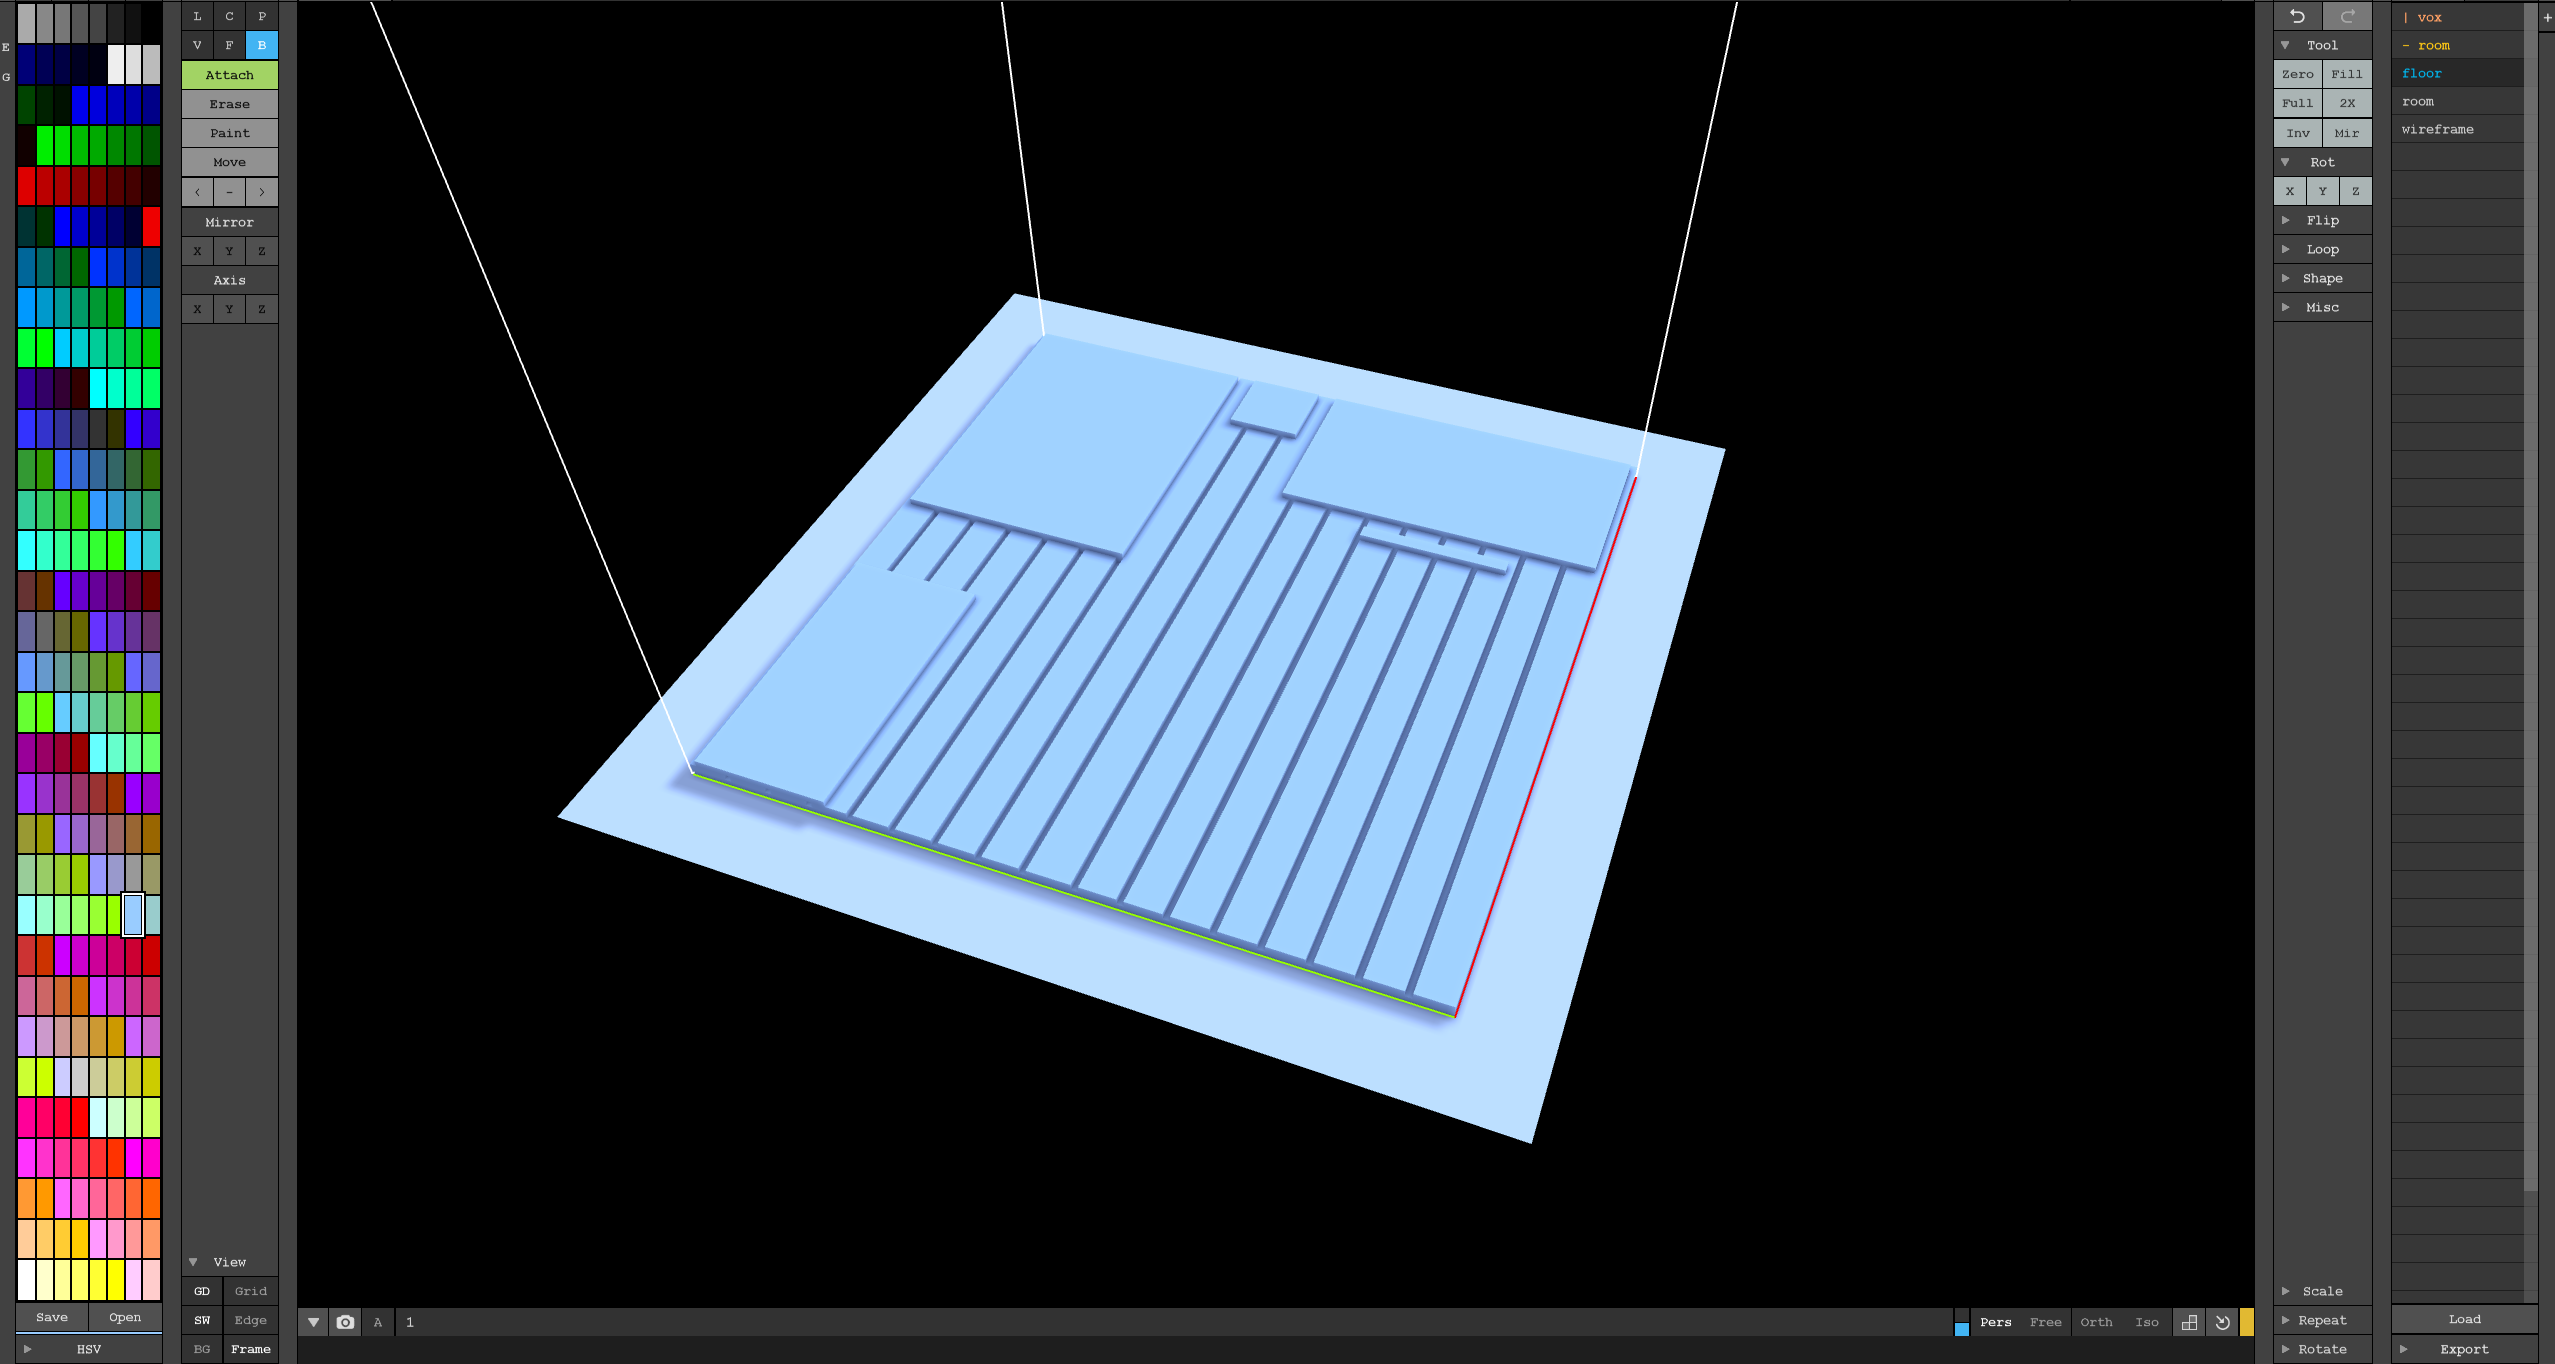 E
G
L C P
V F B
Attach
Erase
Paint
Move
< - >
Mirror
X Y Z
Axis
X Y Z
View
GD Grid
SW Edge
BG Frame
Save Open
HSV
A 1
Pers Free Orth Iso
Tool
Zero Fill
Full 2X
Inv Mir
Rot
X Y Z
Flip
Loop
Shape
Misc
Scale
Repeat
Rotate
| vox +
- room
floor
room
wireframe
Load
Export